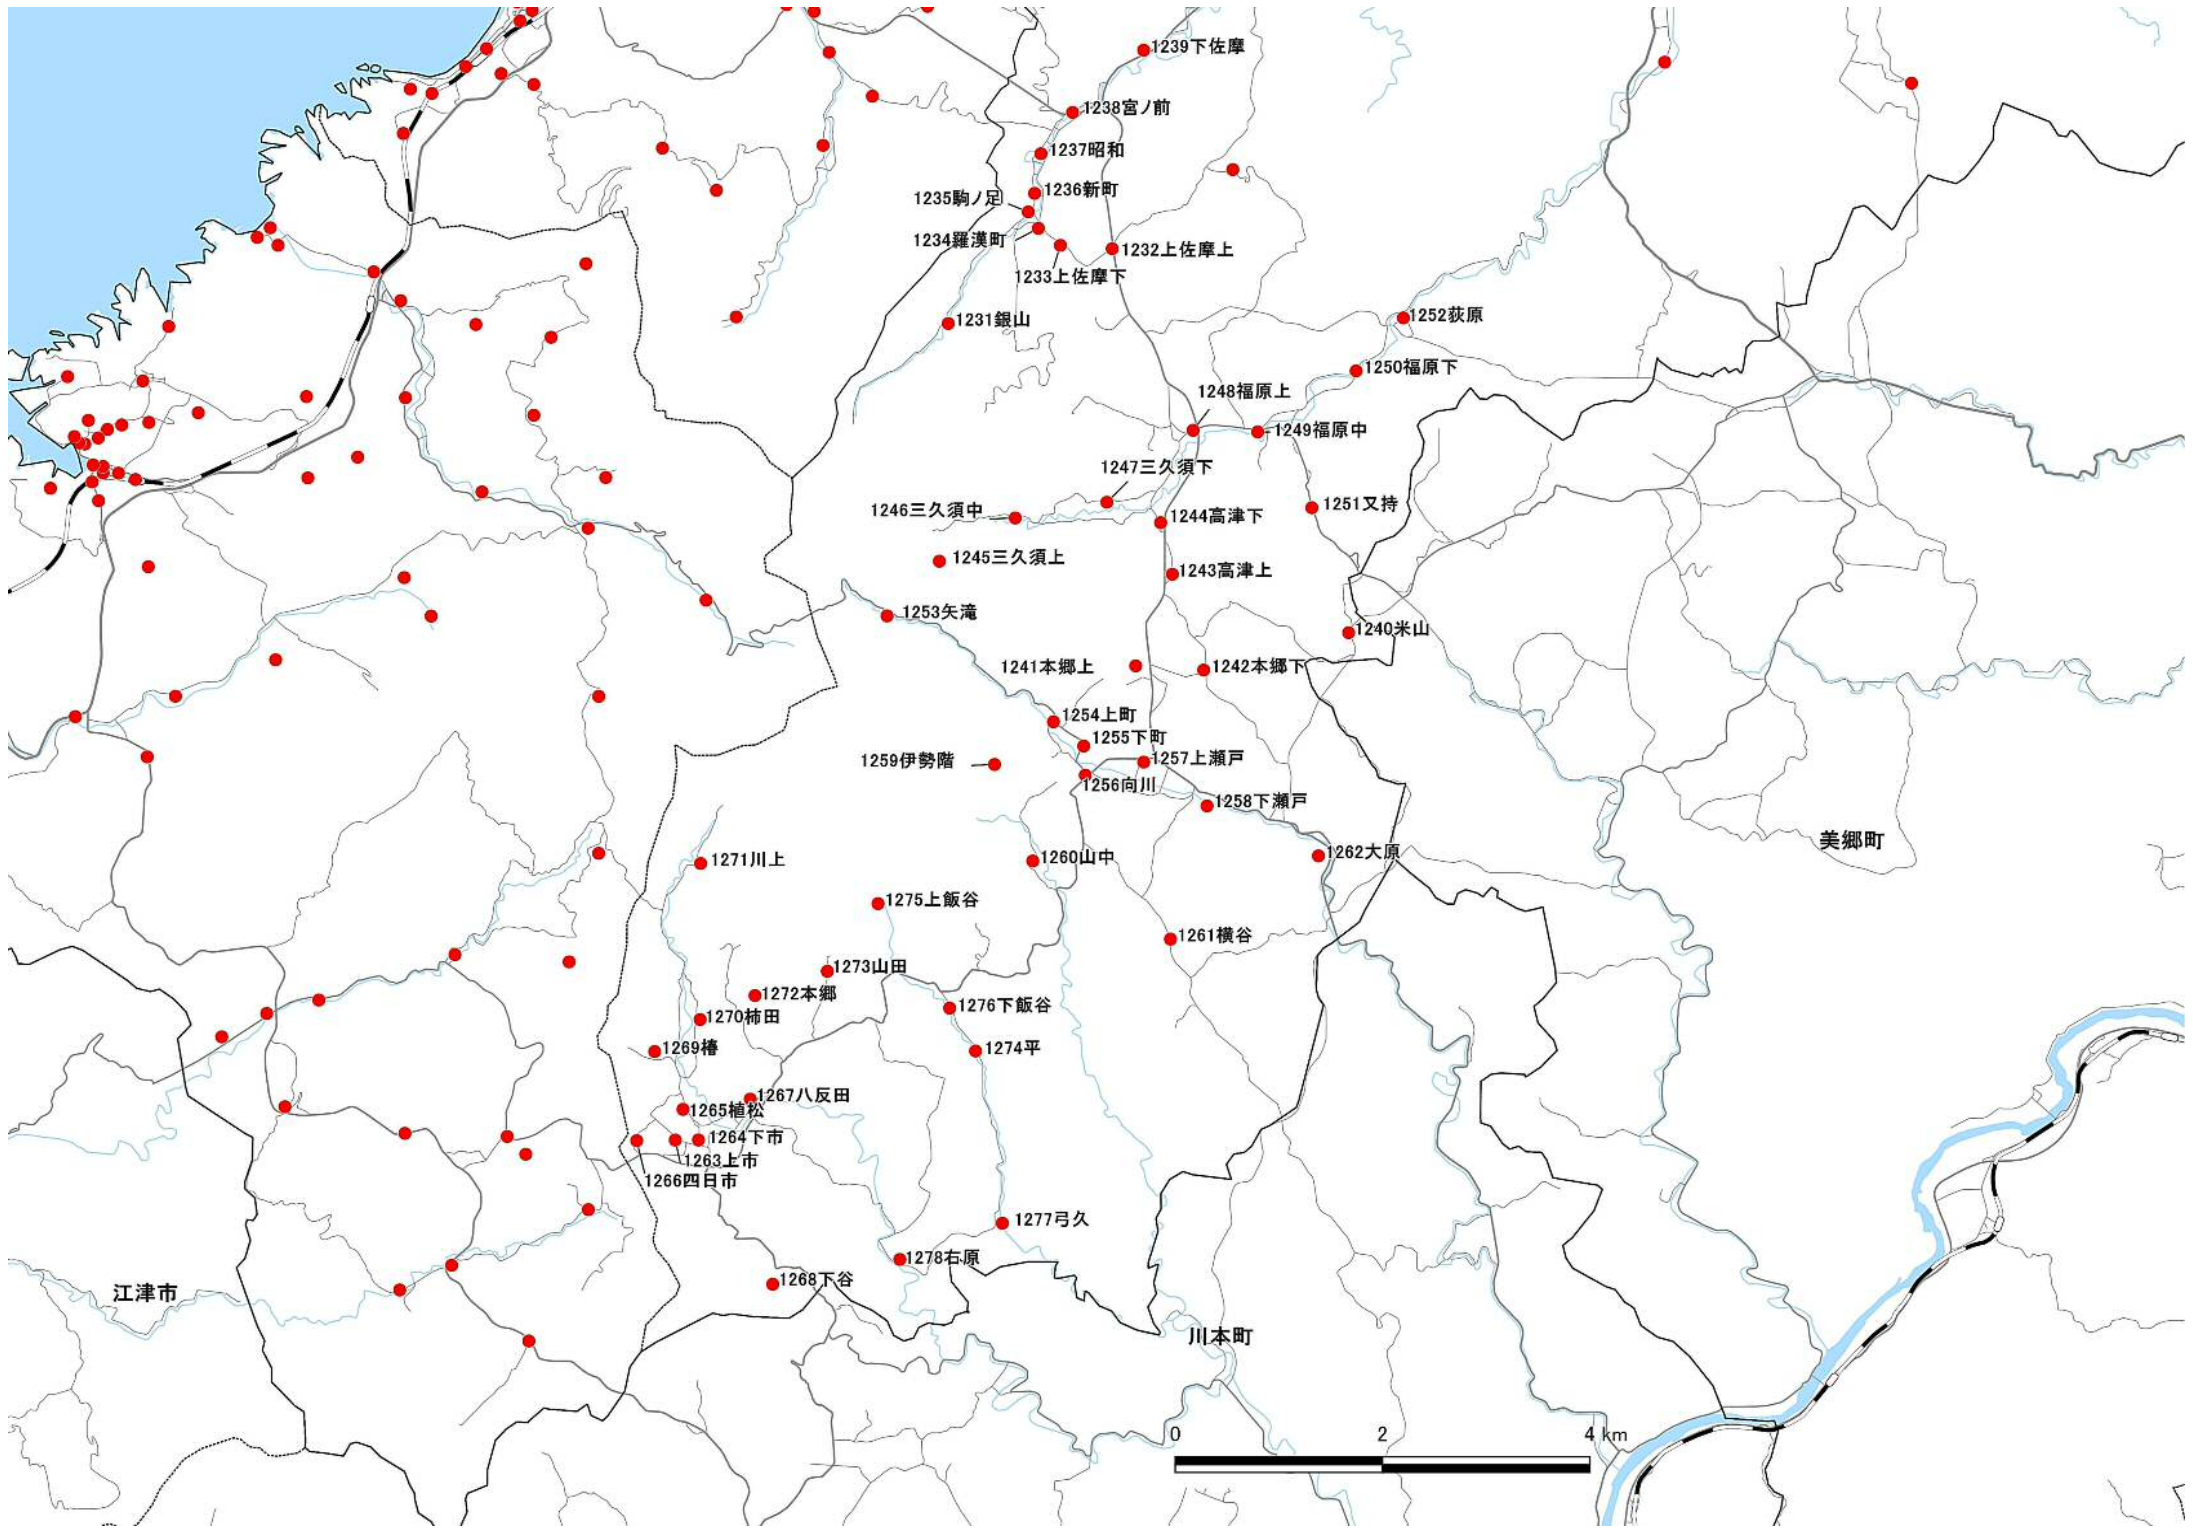 1239下佐摩
1238宮ノ前
1237昭和
1236新町
1235駒ノ足
1234羅漢町
1232上佐摩上
1233上佐摩下
1231銀山
1252荻原
1250福原下
1248福原上
1249福原中
1247三久須下
1246三久須中
1251又持
1244高津下
1245三久須上
1243高津上
1253矢滝
1240米山
1241本郷上
1242本郷下
1254上町
1255下町
1259伊勢階
1257上瀬戸
1256向川
1258下瀬戸
美郷町
1262大原
1271川上
1260山中
1275上飯谷
1261横谷
1273山田
1272本郷
1276下飯谷
1270柿田
1269椿
1274平
1267八反田
1265植松
1264下市
1263上市
1266四日市
1277弓久
1278右原
1268下谷
江津市
川本町
0 2 4 km